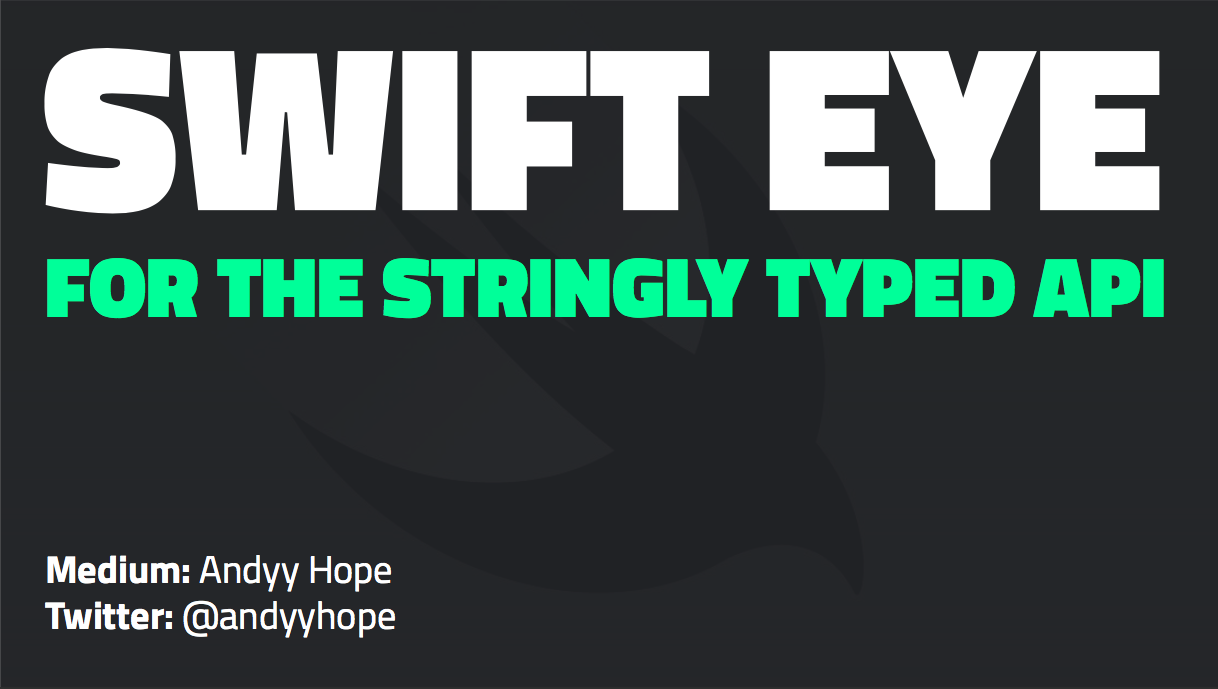 SWIFT EYE
FOR THE STRINGLY TYPED API
Medium: Andyy Hope
Twitter: @andyyhope